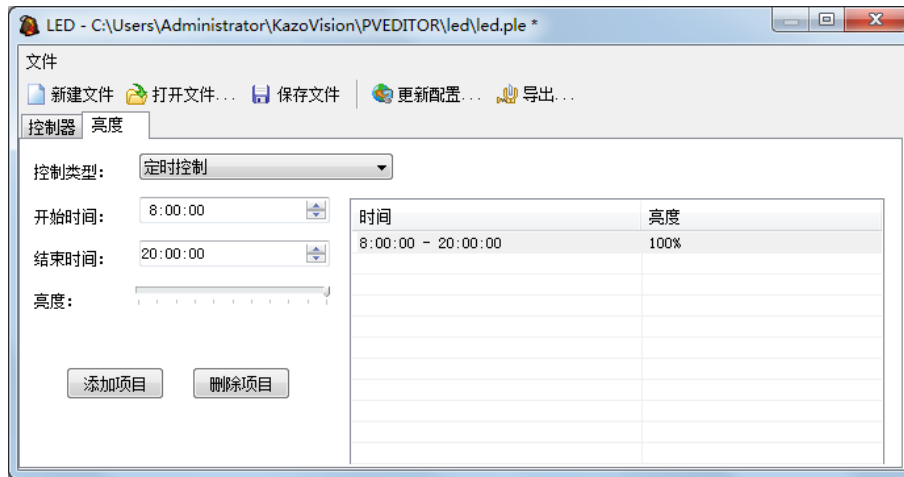 LED - C:\Users\Administrator\KazoVision\PVEDITOR\led\led.ple *
文件
新建文件 打开文件... 保存文件 更新配置... 导出...
控制器 亮度
控制类型: 定时控制
开始时间: 8:00:00
结束时间: 20:00:00
亮度:
添加项目 删除项目
时间 亮度
8:00:00 - 20:00:00 100%